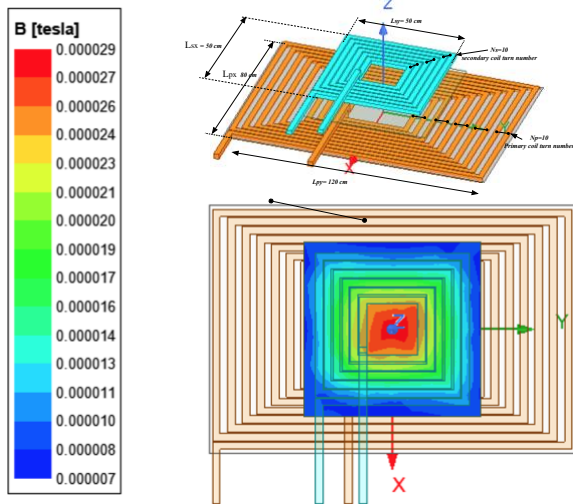 B [tesla]
0.000029
0.000027
0.000026
0.000024
0.000023
0.000021
0.000020
0.000019
0.000017
0.000016
0.000014
0.000013
0.000011
0.000010
0.000008
0.000007
Z
Lsy= 50 cm
Lsx = 50 cm
Ns=10
secondary coil turn number
Lpx 80 cm
Y
Np=10
Primary coil turn number
X
Lpy= 120 cm
Z
Y
X